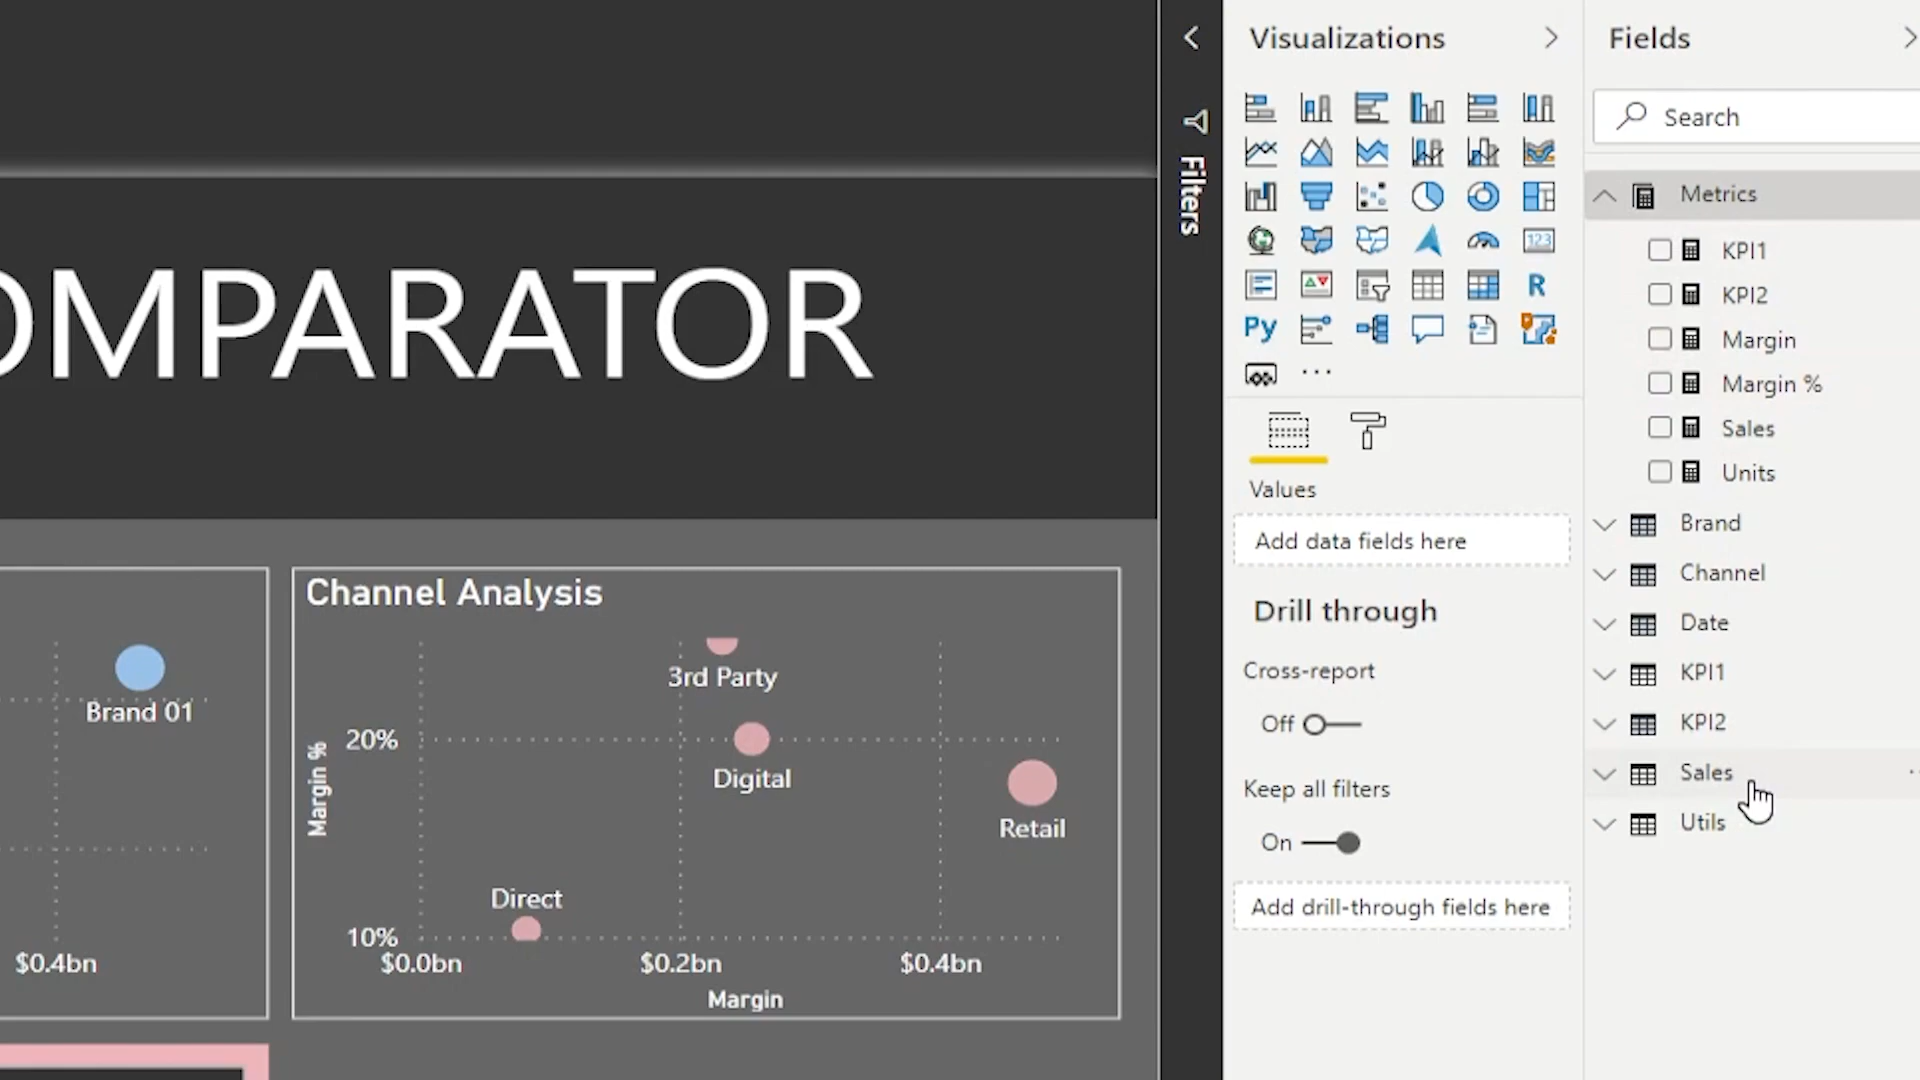 OMPARATOR
Brand 01
$0.4bn
Channel Analysis
3rd Party
20%
Digital
Retail
Margin %
Direct
10%
$0.0bn
$0.2bn
$0.4bn
Margin
Filters
Visualizations
123
R
Py
...
Values
Add data fields here
Drill through
Cross-report
Off
Keep all filters
On
Add drill-through fields here
Fields
Search
Metrics
KPI1
KPI2
Margin
Margin %
Sales
Units
Brand
Channel
Date
KPI1
KPI2
Sales
Utils